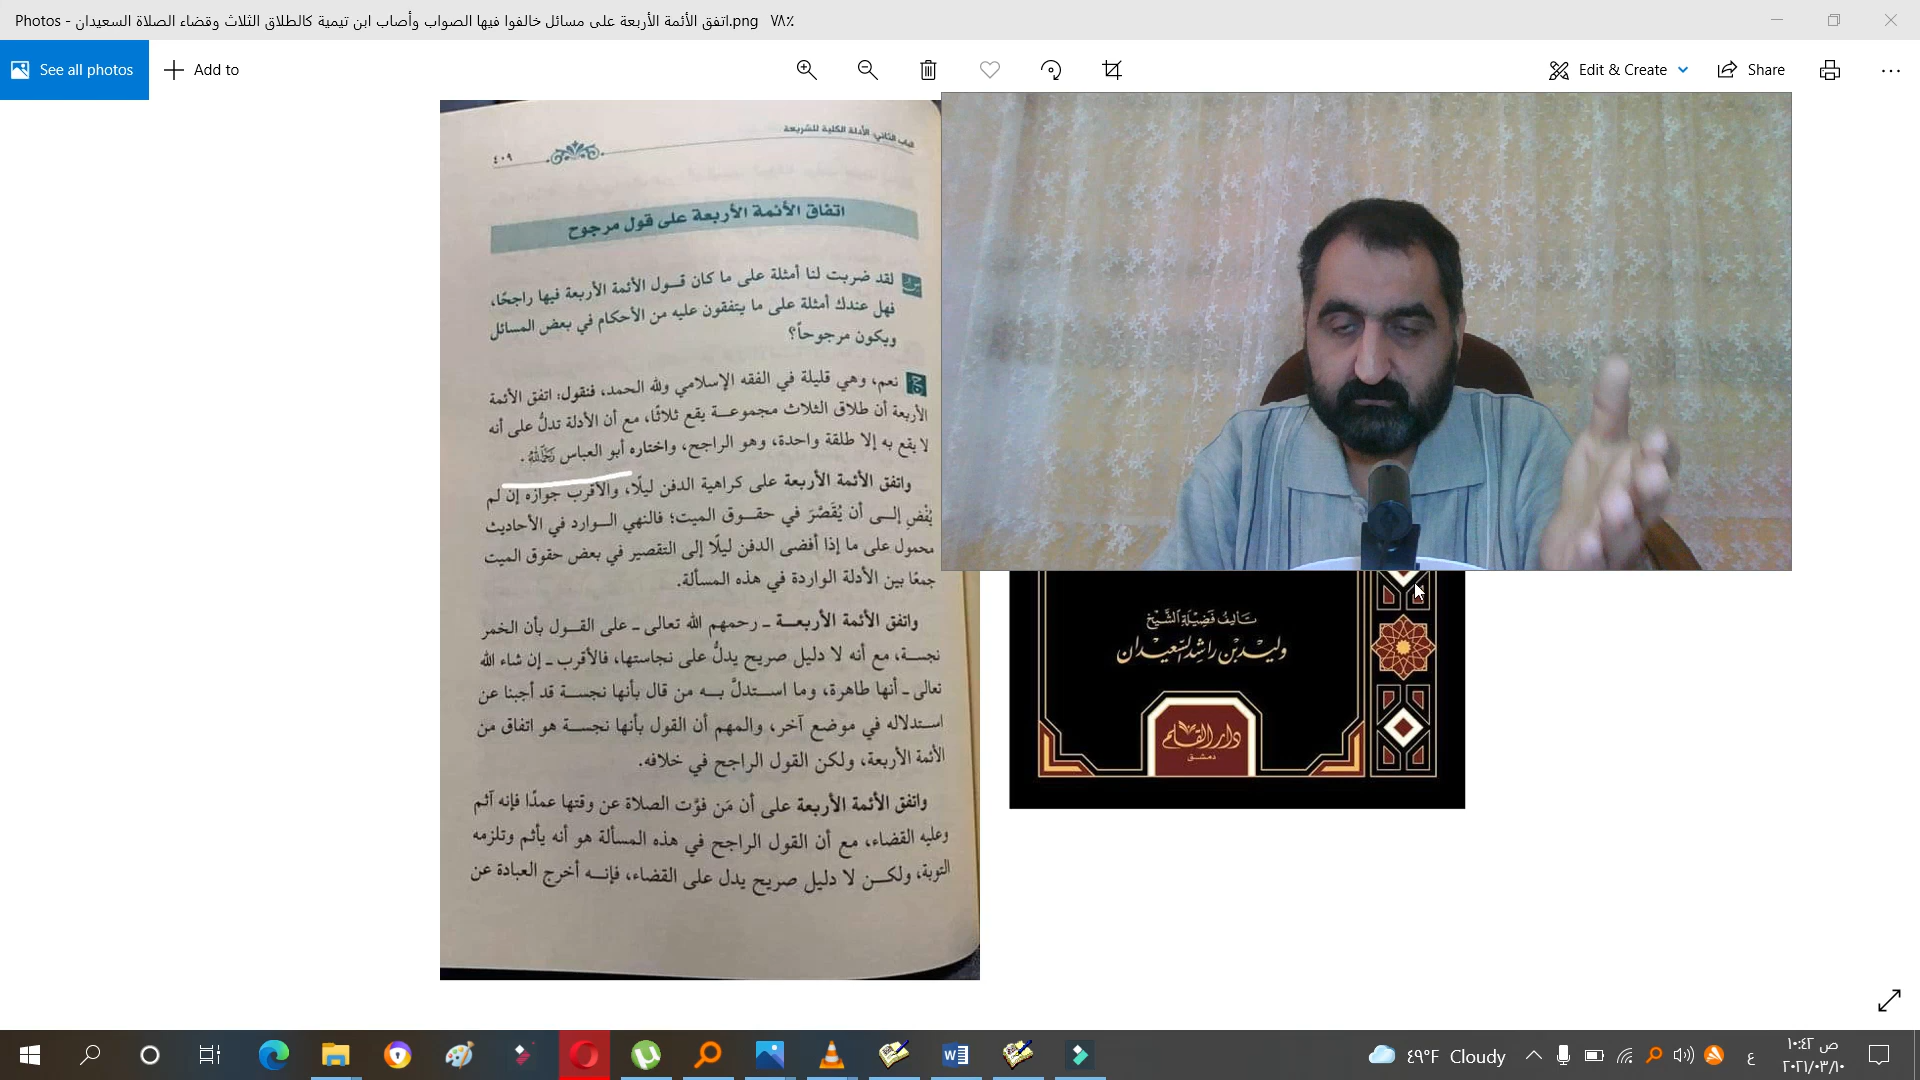 اتفق الأئمة الأربعة على مسائل خالفوا فيها الصواب وأصاب ابن تيمية كالطلاق الثلاث وقضاء الصلاة السعيدان.png - Photos
٧٨٪
See all photos
Add to
Edit & Create
Share
الباب الثاني: الأدلة الكلية للشريعة
٤٠٩
اتفاق الأئمة الأربعة على قول مرجوح
س لقد ضربت لنا أمثلة على ما كان قول الأئمة الأربعة فيها راجحًا،
فهل عندك أمثلة على ما يتفقون عليه من الأحكام في بعض المسائل
ويكون مرجوحاً؟
نعم، وهي قليلة في الفقه الإسلامي ولله الحمد، فنقول: اتفق الأئمة
الأربعة أن طلاق الثلاث مجموعة يقع ثلاثًا، مع أن الأدلة تدلُّ على أنه
لا يقع به إلا طلقة واحدة، وهو الراجح، واختاره أبو العباس رحمه الله.
واتفق الأئمة الأربعة على كراهية الدفن ليلًا، والأقرب جوازه إن لم
يُفْضِ إلى أن يُقَصَّرَ في حقوق الميت؛ فالنهي الوارد في الأحاديث
محمول على ما إذا أفضى الدفن ليلًا إلى التقصير في بعض حقوق الميت
جمعًا بين الأدلة الواردة في هذه المسألة.
واتفق الأئمة الأربعة - رحمهم الله تعالى - على القول بأن الخمر
نجسة، مع أنه لا دليل صريح يدلُّ على نجاستها، فالأقرب - إن شاء الله
تعالى - أنها طاهرة، وما استدلَّ به من قال بأنها نجسة قد أجبنا عن
استدلاله في موضع آخر، والمهم أن القول بأنها نجسة هو اتفاق من
الأئمة الأربعة، ولكن القول الراجح في خلافه.
واتفق الأئمة الأربعة على أن مَن فوَّت الصلاة عن وقتها عمدًا فإنه آثم
وعليه القضاء، مع أن القول الراجح في هذه المسألة هو أنه يأثم وتلزمه
التوبة، ولكن لا دليل صريح يدل على القضاء، فإنه أخرج العبادة عن
تأليف فضيلة الشيخ
وليد بن راشد السعيدان
دار القلم
دمشق
٤٩°F Cloudy
ع
١٠:٤٢ ص
٢٠٢١/٠٣/١٠